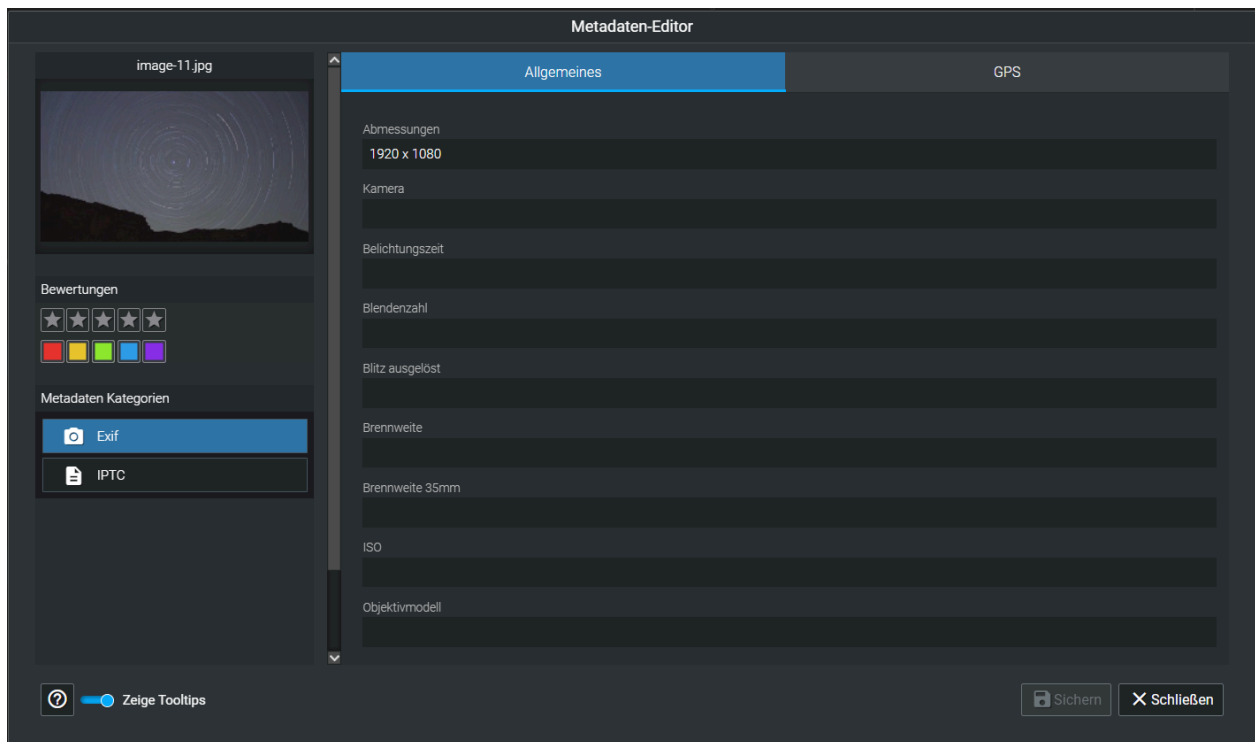 Metadaten-Editor
image-11.jpg
Bewertungen
Metadaten Kategorien
Exif
IPTC
Allgemeines
GPS
Abmessungen
1920 x 1080
Kamera
Belichtungszeit
Blendenzahl
Blitz ausgelöst
Brennweite
Brennweite 35mm
ISO
Objektivmodell
Zeige Tooltips
Sichern
Schließen